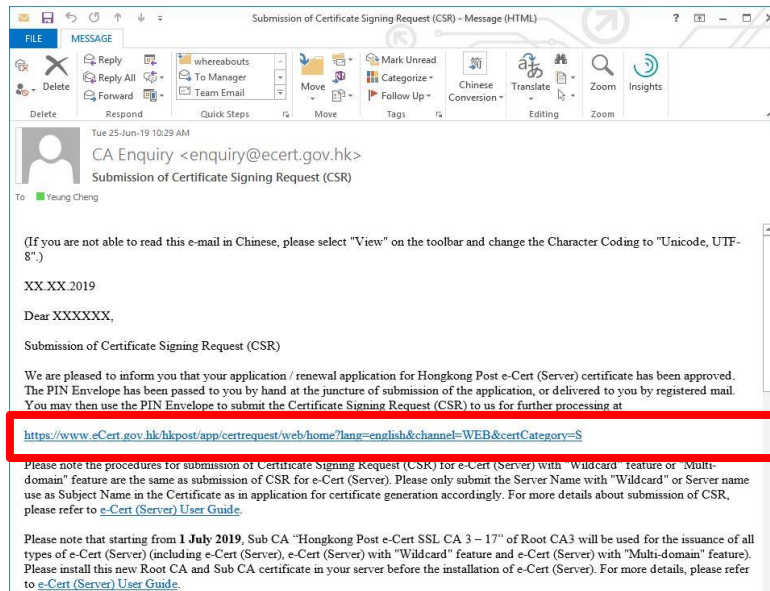 Submission of Certificate Signing Request (CSR) - Message (HTML)
FILE MESSAGE
Delete
Reply
Reply All
Forward
whereabouts
To Manager
Team Email
Move
Mark Unread
Categorize
Follow Up
Chinese
Conversion
Translate
Zoom
Insights
Delete Respond Quick Steps Move Tags Editing Zoom
Tue 25-Jun-19 10:29 AM
CA Enquiry <enquiry@ecert.gov.hk>
Submission of Certificate Signing Request (CSR)
To Yeung Cheng
(If you are not able to read this e-mail in Chinese, please select "View" on the toolbar and change the Character Coding to "Unicode, UTF-
8".)
XX.XX.2019
Dear XXXXXX,
Submission of Certificate Signing Request (CSR)
We are pleased to inform you that your application / renewal application for Hongkong Post e-Cert (Server) certificate has been approved.
The PIN Envelope has been passed to you by hand at the juncture of submission of the application, or delivered to you by registered mail.
You may then use the PIN Envelope to submit the Certificate Signing Request (CSR) to us for further processing at
https://www.eCert.gov.hk/hkpost/app/certrequest/web/home?lang=english&channel=WEB&certCategory=S
Please note the procedures for submission of Certificate Signing Request (CSR) for e-Cert (Server) with "Wildcard" feature or "Multi-
domain" feature are the same as submission of CSR for e-Cert (Server). Please only submit the Server Name with "Wildcard" or Server name
use as Subject Name in the Certificate as in application for certificate generation accordingly. For more details about submission of CSR,
please refer to e-Cert (Server) User Guide.
Please note that starting from 1 July 2019, Sub CA “Hongkong Post e-Cert SSL CA 3 – 17” of Root CA3 will be used for the issuance of all
types of e-Cert (Server) (including e-Cert (Server), e-Cert (Server) with "Wildcard" feature and e-Cert (Server) with "Multi-domain" feature).
Please install this new Root CA and Sub CA certificate in your server before the installation of e-Cert (Server). For more details, please refer
to e-Cert (Server) User Guide.